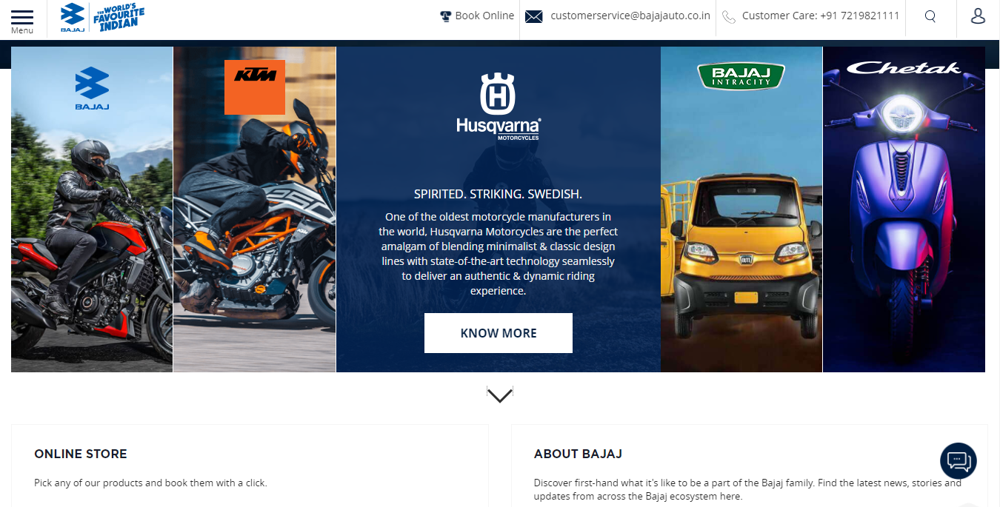 Menu
BAJAJ
THE WORLD'S
FAVOURITE
INDIAN
Book Online
customerservice@bajajauto.co.in
Customer Care: +91 7219821111
BAJAJ
KTM
KTM
Husqvarna®
MOTORCYCLES
SPIRITED. STRIKING. SWEDISH.
One of the oldest motorcycle manufacturers in
the world, Husqvarna Motorcycles are the perfect
amalgam of blending minimalist & classic design
lines with state-of-the-art technology seamlessly
to deliver an authentic & dynamic riding
experience.
KNOW MORE
BAJAJ
INTRACITY
Chetak
ONLINE STORE
Pick any of our products and book them with a click.
ABOUT BAJAJ
Discover first-hand what it's like to be a part of the Bajaj family. Find the latest news, stories and
updates from across the Bajaj ecosystem here.